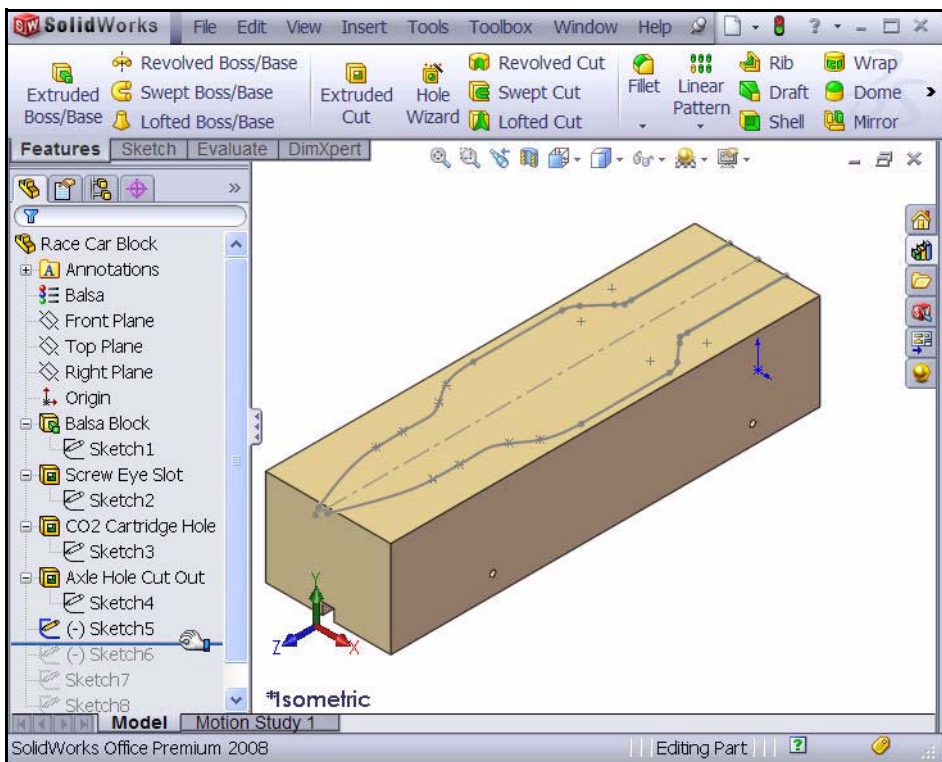 SolidWorks File Edit View Insert Tools Toolbox Window Help ?
Revolved Boss/Base Revolved Cut Rib Wrap
Extruded Boss/Base Swept Boss/Base Extruded Cut Hole Wizard Swept Cut Fillet Linear Pattern Draft Dome
Lofted Boss/Base Lofted Cut Shell Mirror
Features Sketch Evaluate DimXpert
Race Car Block
Annotations
Balsa
Front Plane
Top Plane
Right Plane
Origin
Balsa Block
Sketch1
Screw Eye Slot
Sketch2
CO2 Cartridge Hole
Sketch3
Axle Hole Cut Out
Sketch4
(-) Sketch5
(-) Sketch6
Sketch7
Sketch8
Y
Z X
*Isometric
Model Motion Study 1
SolidWorks Office Premium 2008 Editing Part ?